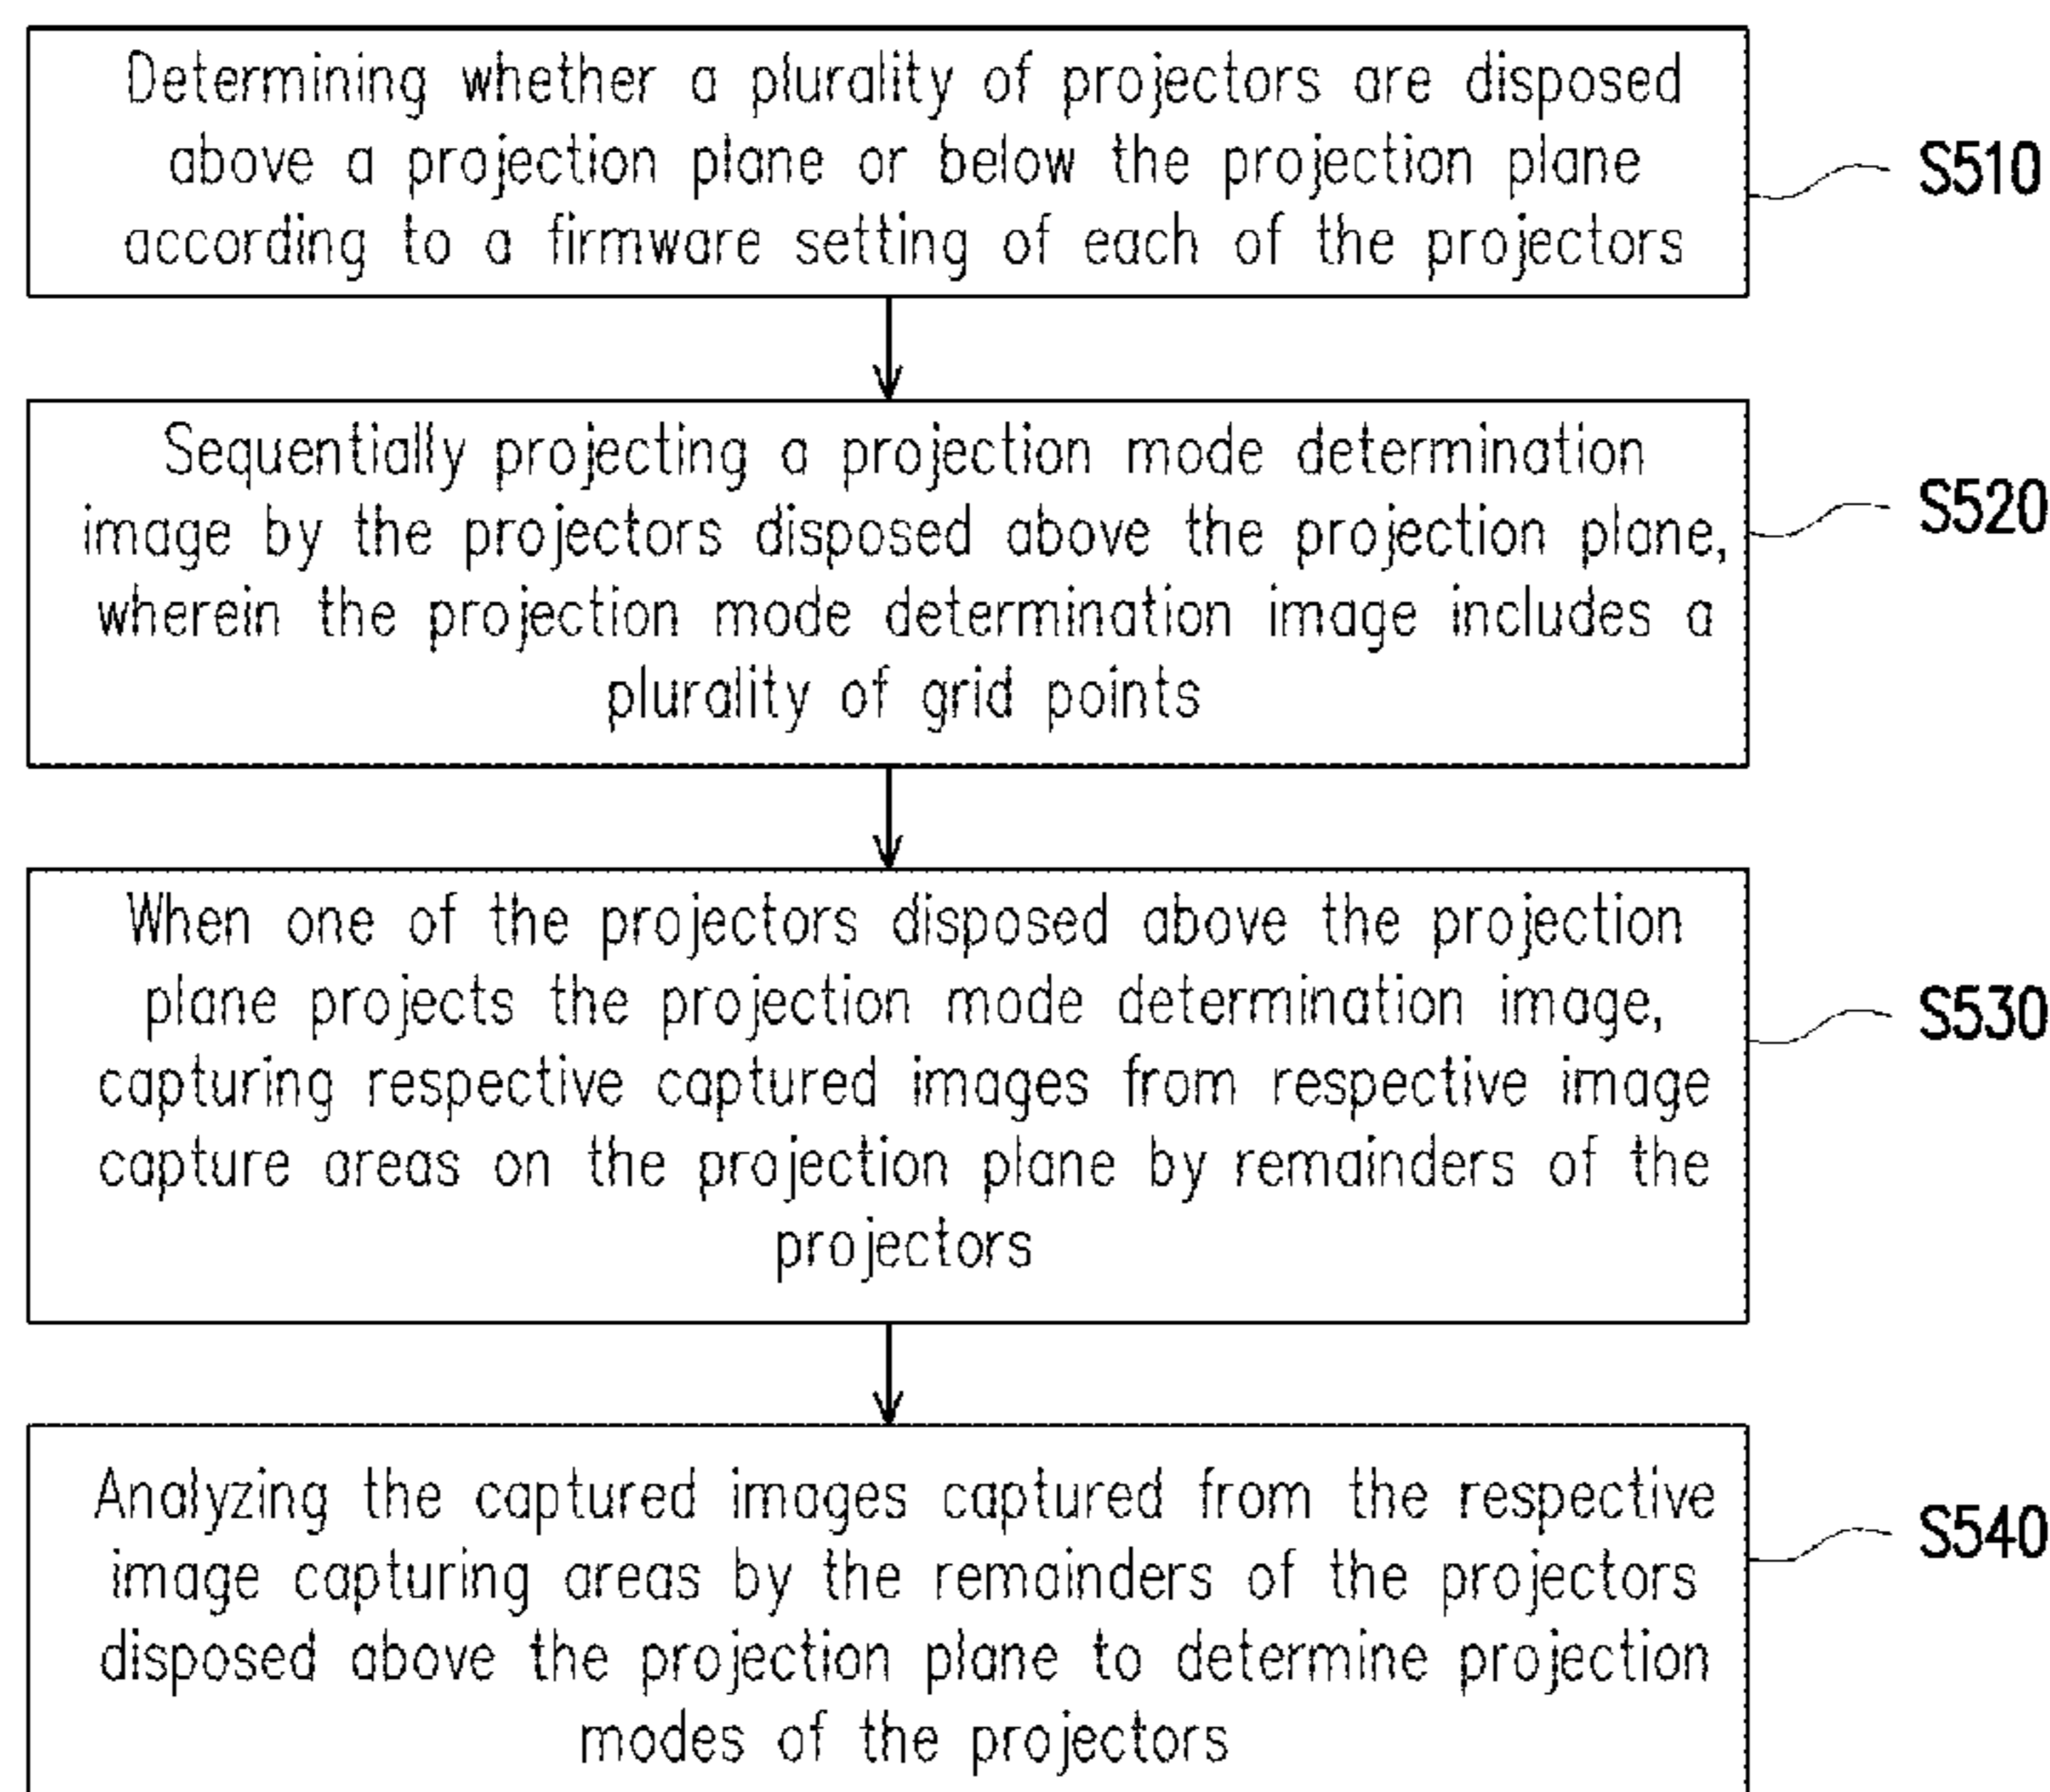 Determining whether a plurality of projectors are disposed
above a projection plane or below the projection plane
according to a firmware setting of each of the projectors
S510
Sequentially projecting a projection mode determination
image by the projectors disposed above the projection plane,
wherein the projection mode determination image includes a
plurality of grid points
S520
When one of the projectors disposed above the projection
plane projects the projection mode determination image,
capturing respective captured images from respective image
capture areas on the projection plane by remainders of the
projectors
S530
Analyzing the captured images captured from the respective
image capturing areas by the remainders of the projectors
disposed above the projection plane to determine projection
modes of the projectors
S540